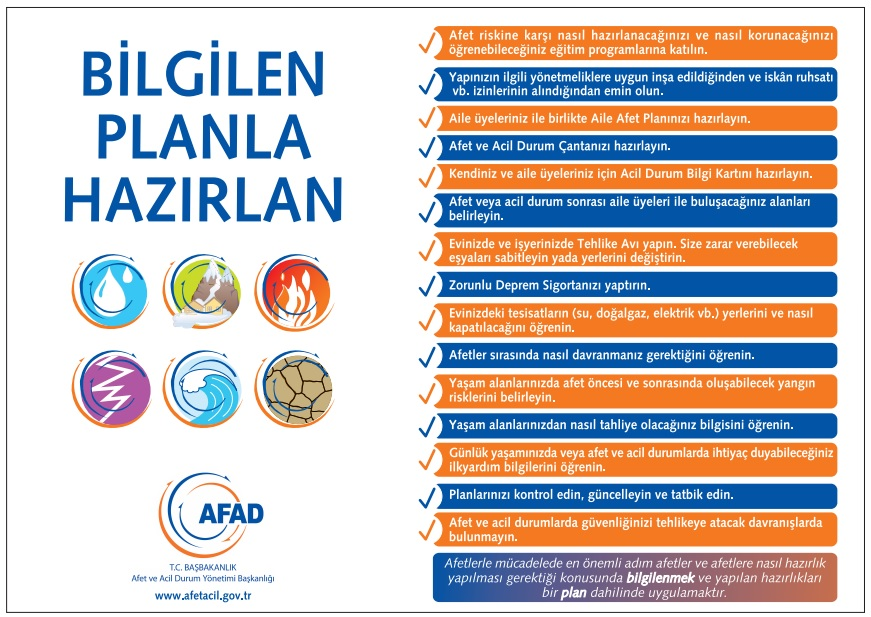 BİLGİLEN
PLANLA
HAZIRLAN
AFAD
T.C. BAŞBAKANLIK
Afet ve Acil Durum Yönetimi Başkanlığı
www.afetacil.gov.tr
Afet riskine karşı nasıl hazırlanacağınızı ve nasıl korunacağınızı
öğrenebileceğiniz eğitim programlarına katılın.
Yapınızın ilgili yönetmeliklere uygun inşa edildiğinden ve iskân ruhsatı
vb. izinlerinin alındığından emin olun.
Aile üyeleriniz ile birlikte Aile Afet Planınızı hazırlayın.
Afet ve Acil Durum Çantanızı hazırlayın.
Kendiniz ve aile üyeleriniz için Acil Durum Bilgi Kartını hazırlayın.
Afet veya acil durum sonrası aile üyeleri ile buluşacağınız alanları
belirleyin.
Evinizde ve işyerinizde Tehlike Avı yapın. Size zarar verebilecek
eşyaları sabitleyin yada yerlerini değiştirin.
Zorunlu Deprem Sigortanızı yaptırın.
Evinizdeki tesisatların (su, doğalgaz, elektrik vb.) yerlerini ve nasıl
kapatılacağını öğrenin.
Afetler sırasında nasıl davranmanız gerektiğini öğrenin.
Yaşam alanlarınızda afet öncesi ve sonrasında oluşabilecek yangın
risklerini belirleyin.
Yaşam alanlarınızdan nasıl tahliye olacağınız bilgisini öğrenin.
Günlük yaşamınızda veya afet ve acil durumlarda ihtiyaç duyabileceğiniz
ilkyardım bilgilerini öğrenin.
Planlarınızı kontrol edin, güncelleyin ve tatbik edin.
Afet ve acil durumlarda güvenliğinizi tehlikeye atacak davranışlarda
bulunmayın.
Afetlerle mücadelede en önemli adım afetler ve afetlere nasıl hazırlık
yapılması gerektiği konusunda bilgilenmek ve yapılan hazırlıkları
bir plan dahilinde uygulamaktır.